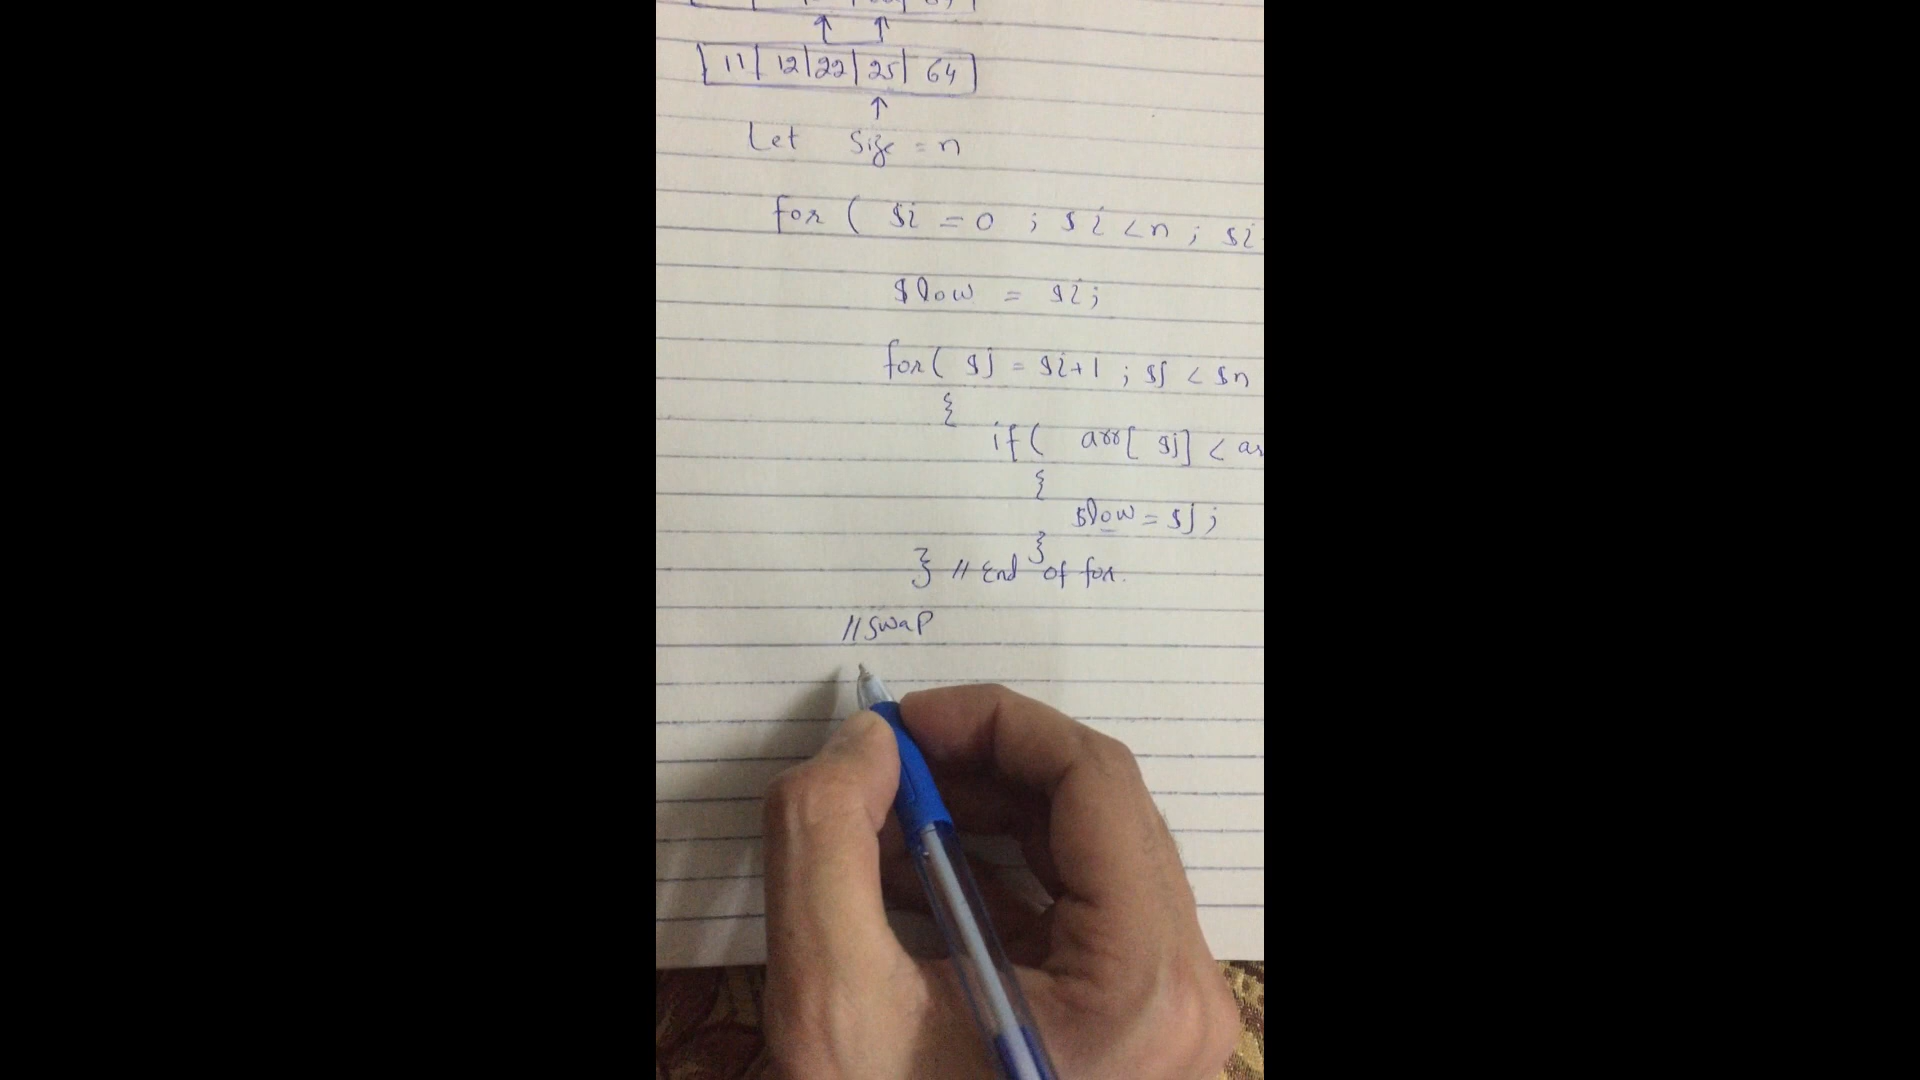 11 12 22 25 64
Let Size = n
for ( $i = 0 ; $i < n ; $i
$low = $i;
for( $j = $i+1 ; $j < $n
{
if( arr[ $j] < ar
{
$low = $j ;
}
} // End of for.
// Swap